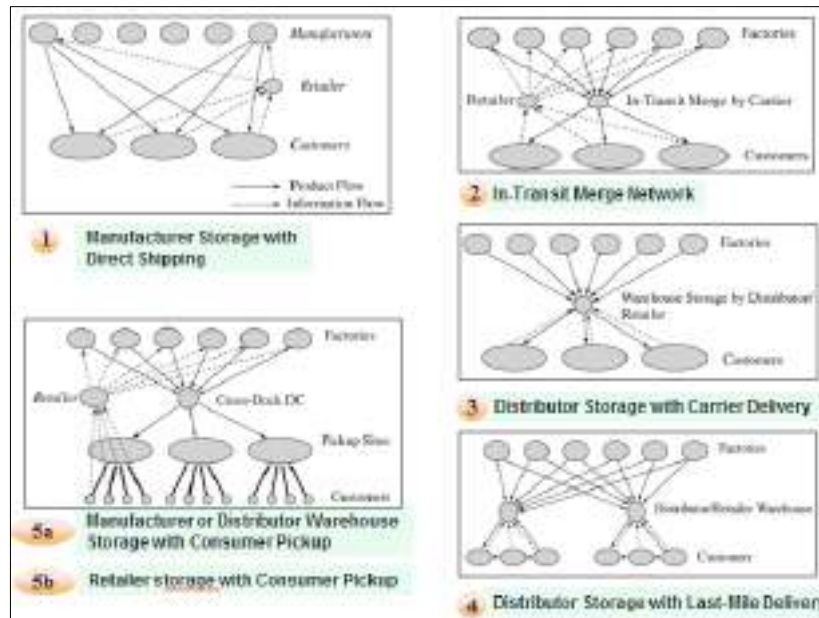 Manufacturers
Retailer
Customers
Product Flow
Information Flow
1 Manufacturer Storage with
Direct Shipping
Factories
Retailer
In-Transit Merge by Carrier
Customers
2 In-Transit Merge Network
Factories
Warehouse Storage by Distributor/
Retailer
Customers
3 Distributor Storage with Carrier Delivery
Factories
Distributor/Retailer Warehouse
Customer
4 Distributor Storage with Last-Mile Deliver
Factories
Retailer
Cross-Dock DC
Pickup Sites
Customers
5a Manufacturer or Distributor Warehouse
Storage with Consumer Pickup
5b Retailer storage with Consumer Pickup